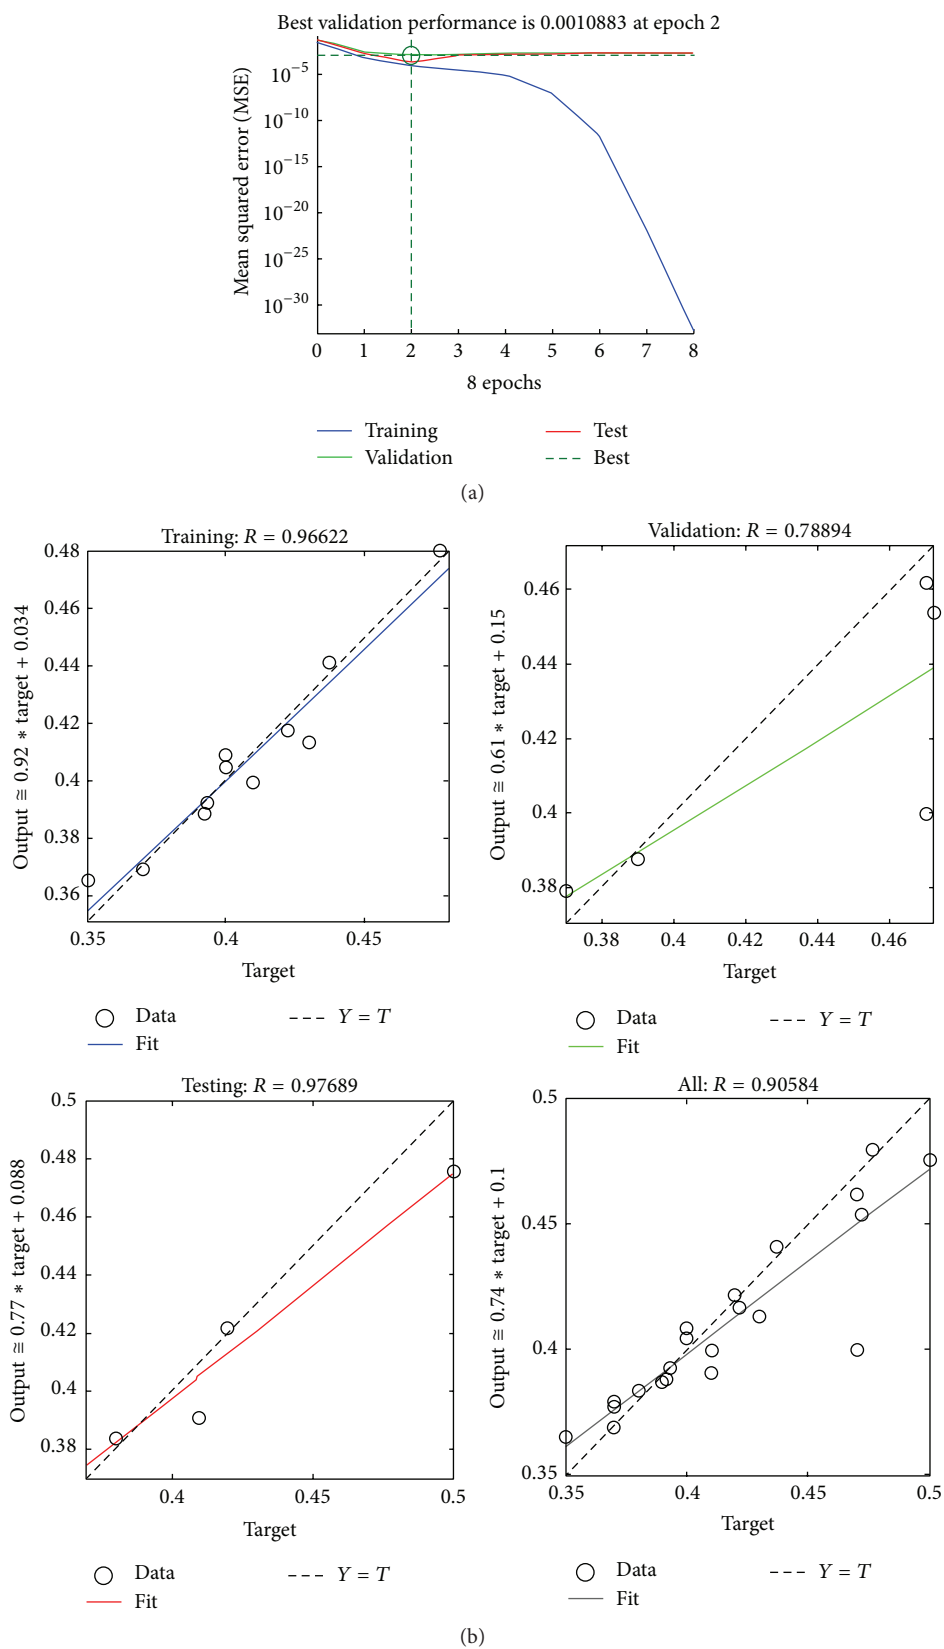 Best validation performance is 0.0010883 at epoch 2
Mean squared error (MSE)
10−5
10−10
10−15
10−20
10−25
10−30
0 1 2 3 4 5 6 7 8
8 epochs
Training Test
Validation Best
(a)
Training: R = 0.96622
Output ≅ 0.92 ∗ target + 0.034
0.48
0.46
0.44
0.42
0.4
0.38
0.36
0.35 0.4 0.45
Target
Data Y = T
Fit
Validation: R = 0.78894
Output ≅ 0.61 ∗ target + 0.15
0.46
0.44
0.42
0.4
0.38
0.38 0.4 0.42 0.44 0.46
Target
Data Y = T
Fit
Testing: R = 0.97689
Output ≅ 0.77 ∗ target + 0.088
0.5
0.48
0.46
0.44
0.42
0.4
0.38
0.4 0.45 0.5
Target
Data Y = T
Fit
All: R = 0.90584
Output ≅ 0.74 ∗ target + 0.1
0.5
0.45
0.4
0.35
0.35 0.4 0.45 0.5
Target
Data Y = T
Fit
(b)